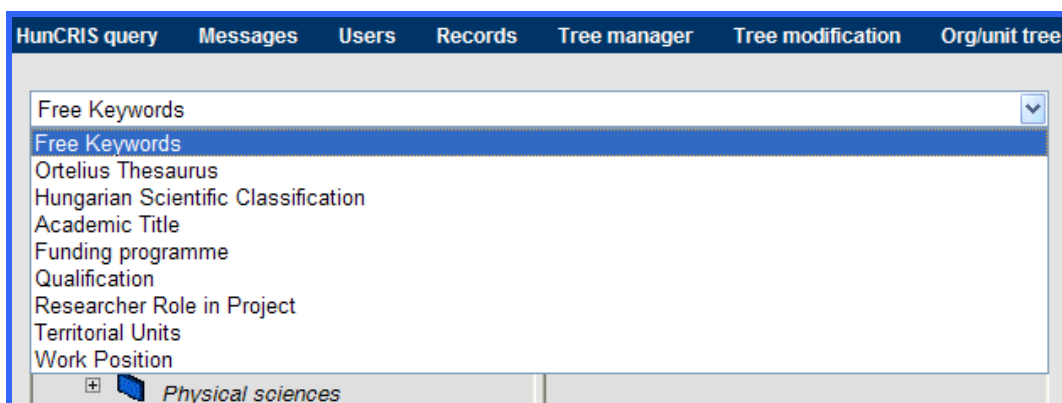 HunCRIS query Messages Users Records Tree manager Tree modification Org/unit tree
Free Keywords
Free Keywords
Ortelius Thesaurus
Hungarian Scientific Classification
Academic Title
Funding programme
Qualification
Researcher Role in Project
Territorial Units
Work Position
Physical sciences